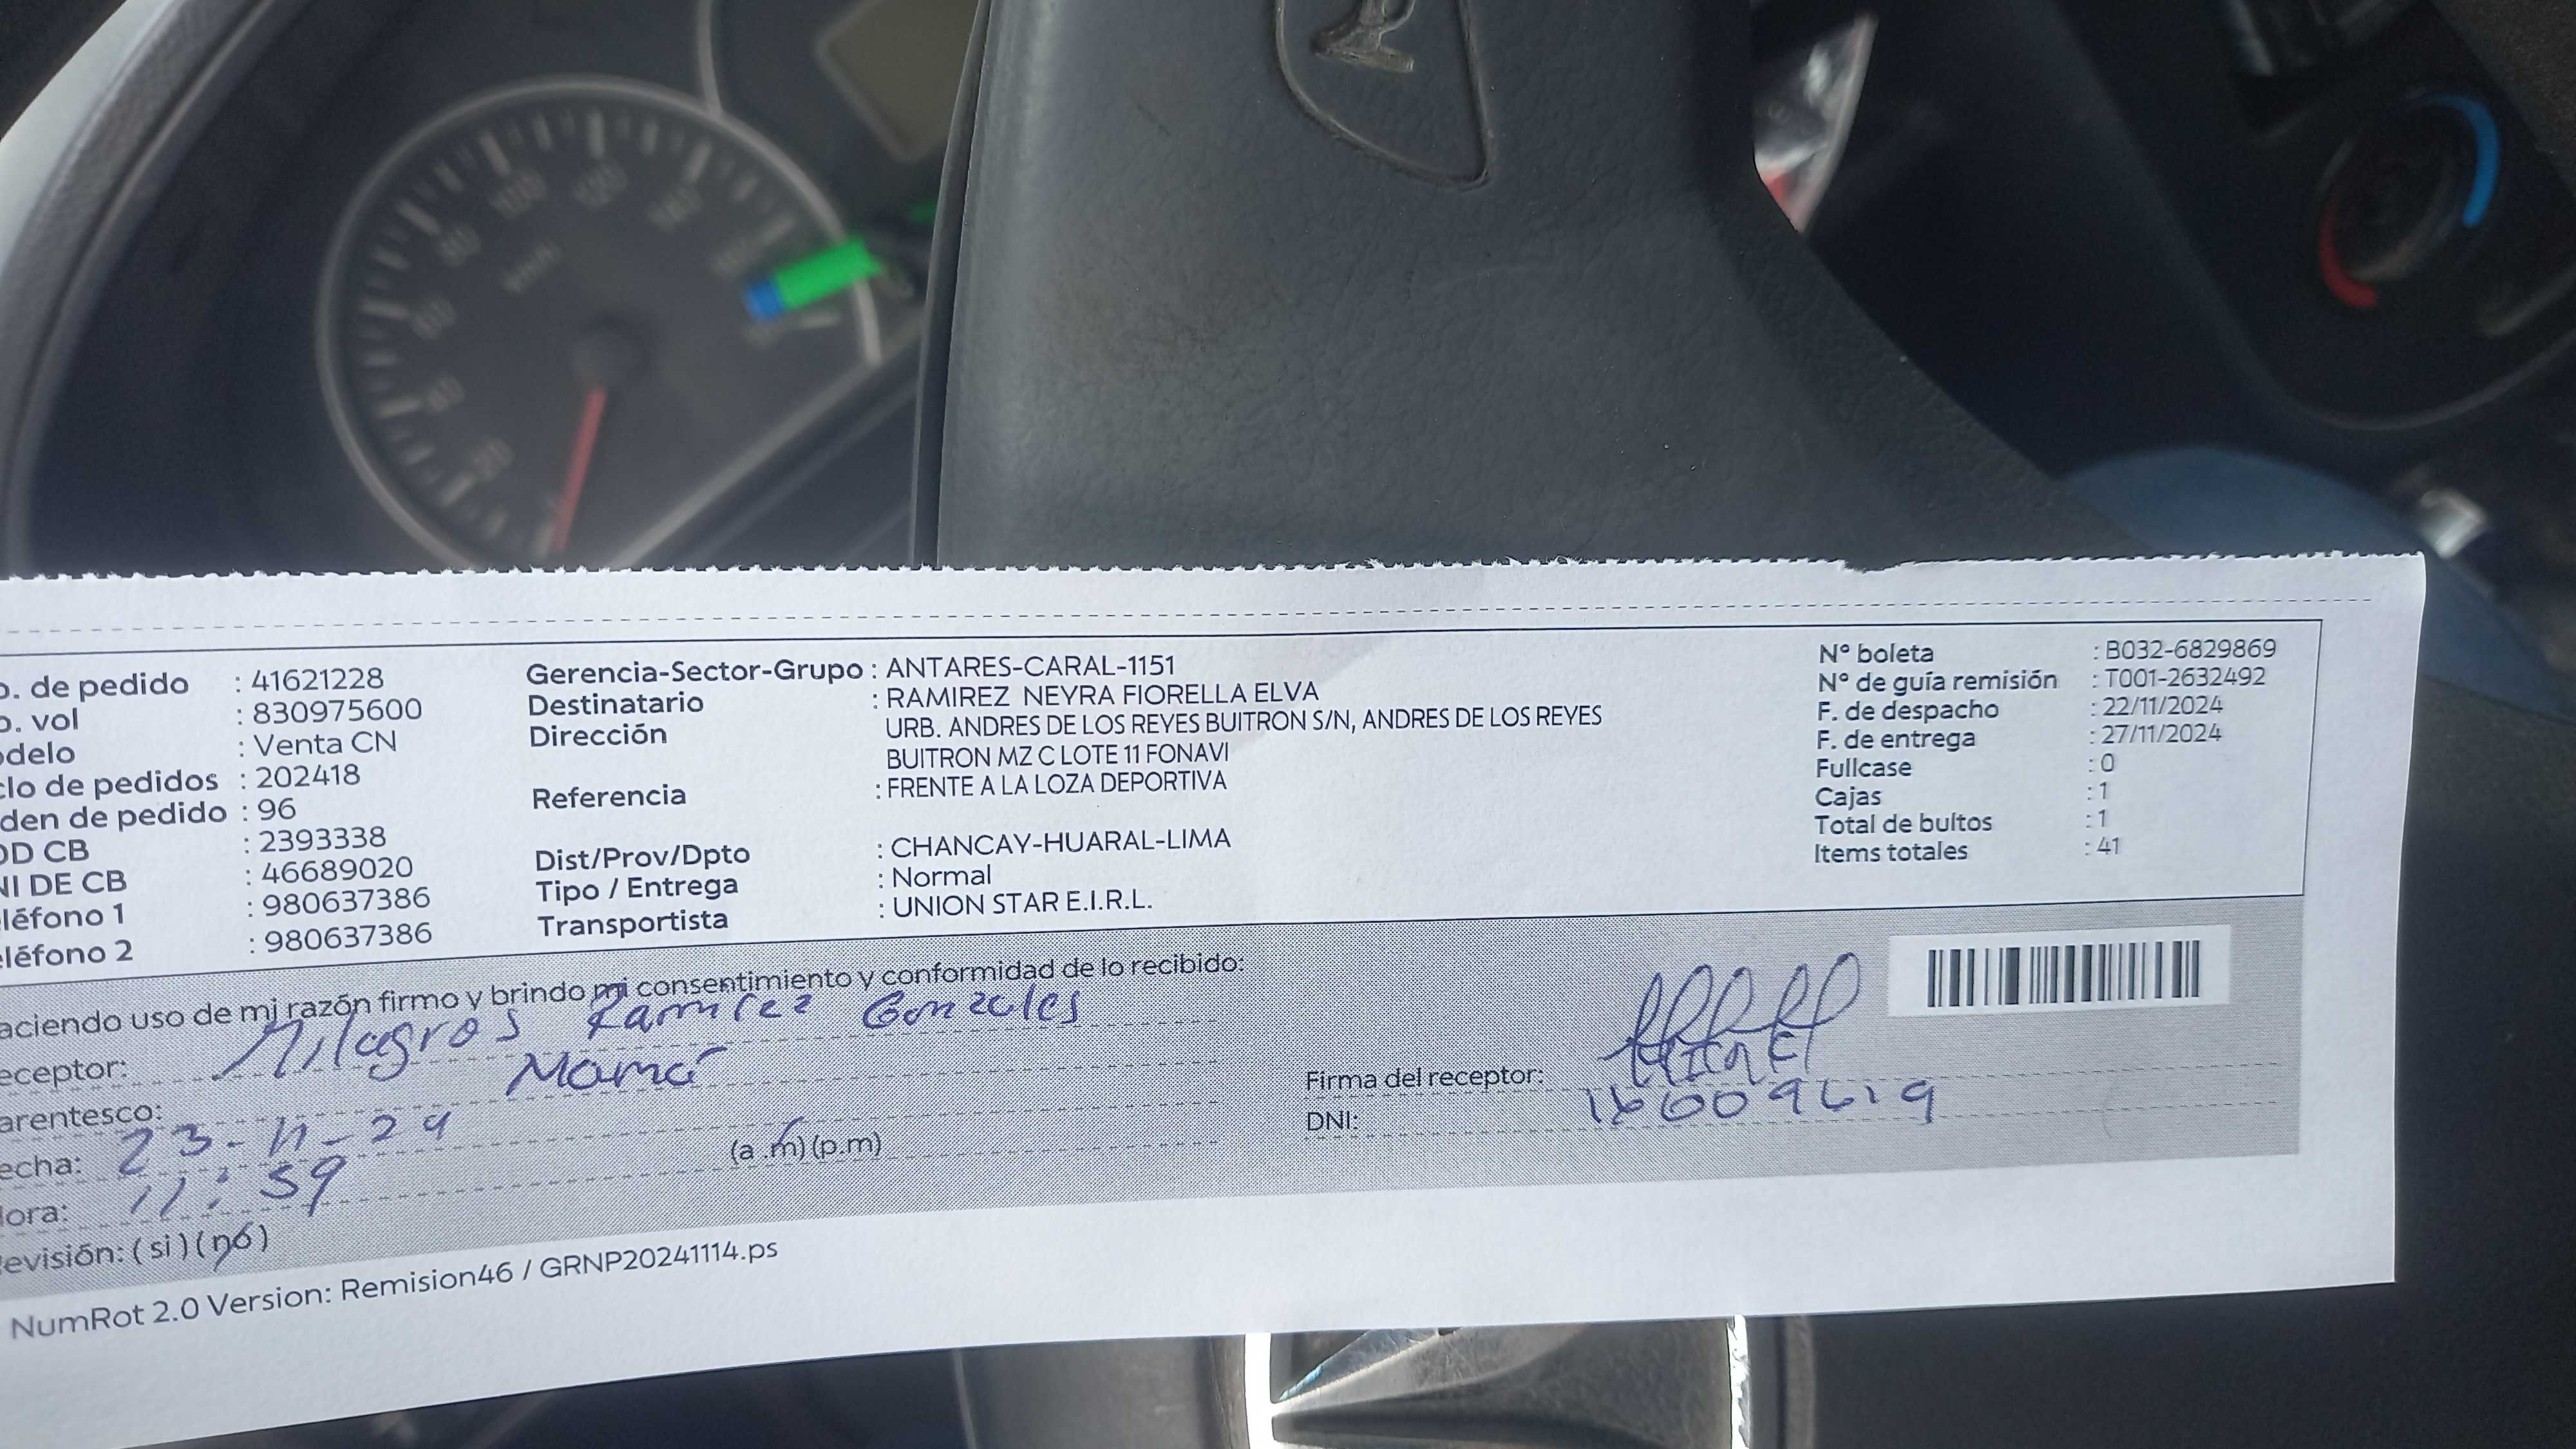 o. de pedido : 41621228
o. vol : 830975600
odelo : Venta CN
clo de pedidos : 202418
den de pedido : 96
OD CB : 2393338
NI DE CB : 46689020
léfono 1 : 980637386
eléfono 2 : 980637386
Gerencia-Sector-Grupo : ANTARES-CARAL-1151
Destinatario : RAMIREZ NEYRA FIORELLA ELVA
Dirección URB. ANDRES DE LOS REYES BUITRON S/N, ANDRES DE LOS REYES
BUITRON MZ C LOTE 11 FONAVI
Referencia : FRENTE A LA LOZA DEPORTIVA
Dist/Prov/Dpto : CHANCAY-HUARAL-LIMA
Tipo / Entrega : Normal
Transportista : UNION STAR E.I.R.L.
N° boleta : B032-6829869
N° de guía remisión : T001-2632492
F. de despacho : 22/11/2024
F. de entrega : 27/11/2024
Fullcase : 0
Cajas : 1
Total de bultos : 1
Items totales : 41
aciendo uso de mi razón firmo y brindo mi consentimiento y conformidad de lo recibido:
eceptor: Milagros Ramirez Gonzales
arentesco: Mamá
echa: 23-11-24
lora: 11:59 (a .m) (p.m)
evisión: ( si ) ( no )
Firma del receptor:
DNI: 16009619
NumRot 2.0 Version: Remision46 / GRNP20241114.ps